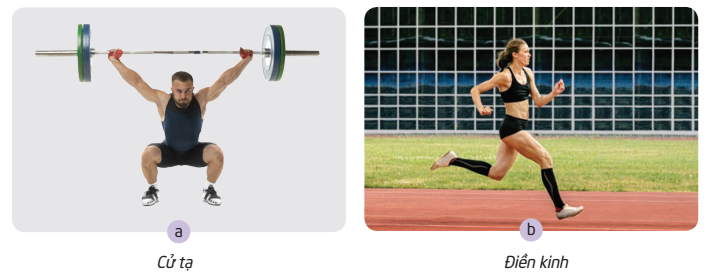 a
b
Cử tạ
Điền kinh